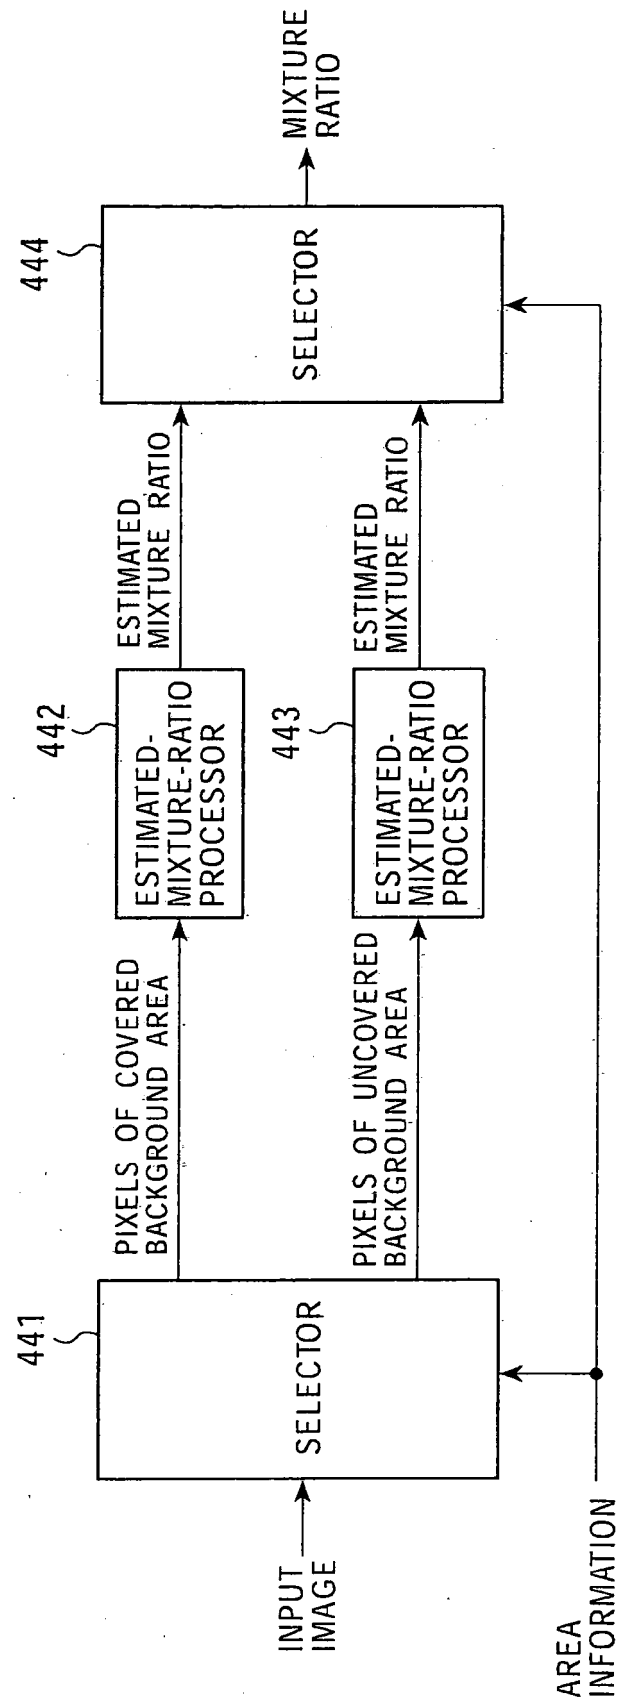 INPUT
IMAGE
AREA
INFORMATION
441
SELECTOR
PIXELS OF COVERED
BACKGROUND AREA
PIXELS OF UNCOVERED
BACKGROUND AREA
442
ESTIMATED-
MIXTURE-RATIO
PROCESSOR
443
ESTIMATED-
MIXTURE-RATIO
PROCESSOR
ESTIMATED
MIXTURE RATIO
ESTIMATED
MIXTURE RATIO
444
SELECTOR
MIXTURE
RATIO